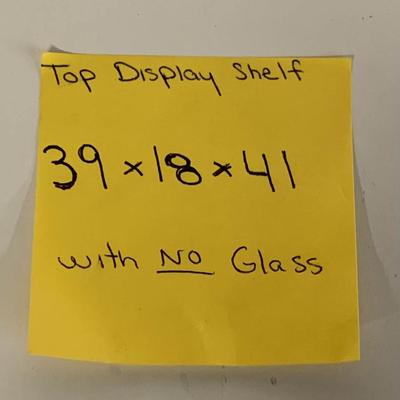 Top Display Shelf
39 x 18 x 41
with NO Glass